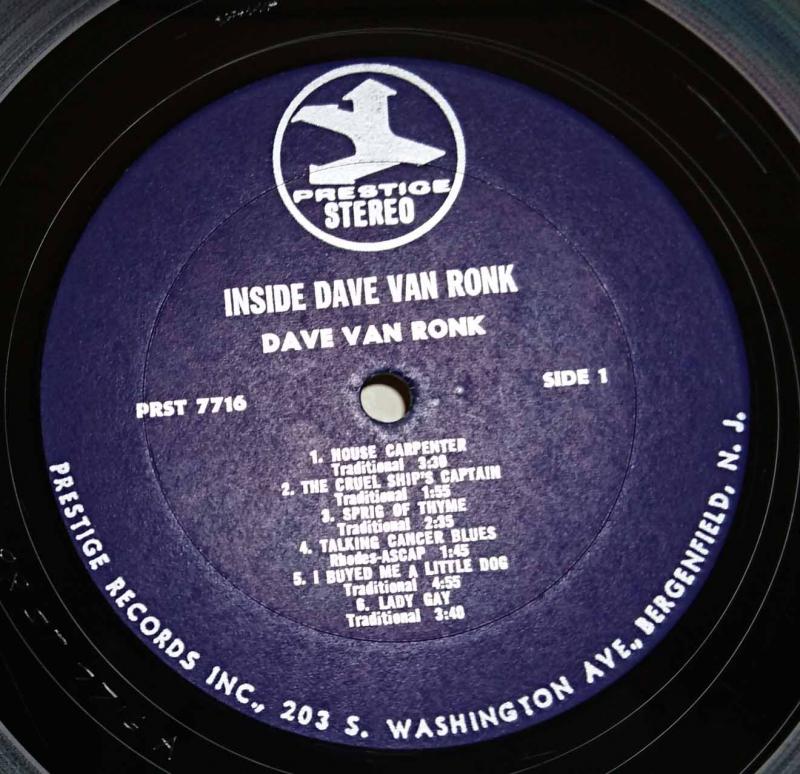 PRESTIGE
STEREO
INSIDE DAVE VAN RONK
DAVE VAN RONK
PRST 7716
SIDE 1
1. HOUSE CARPENTER
Traditional 3:30
2. THE CRUEL SHIP'S CAPTAIN
Traditional 1:55
3. SPRIG OF THYME
Traditional 2:35
4. TALKING CANCER BLUES
Rhodes-ASCAP 1:45
5. I BUYED ME A LITTLE DOG
Traditional 4:55
6. LADY GAY
Traditional 3:40
PRESTIGE RECORDS INC., 203 S. WASHINGTON AVE., BERGENFIELD, N. J.